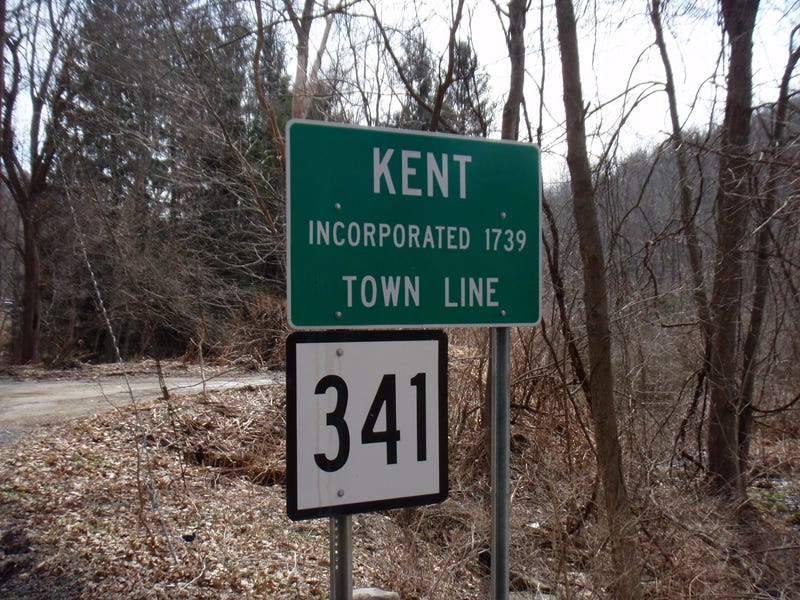 KENT
INCORPORATED 1739
TOWN LINE
341